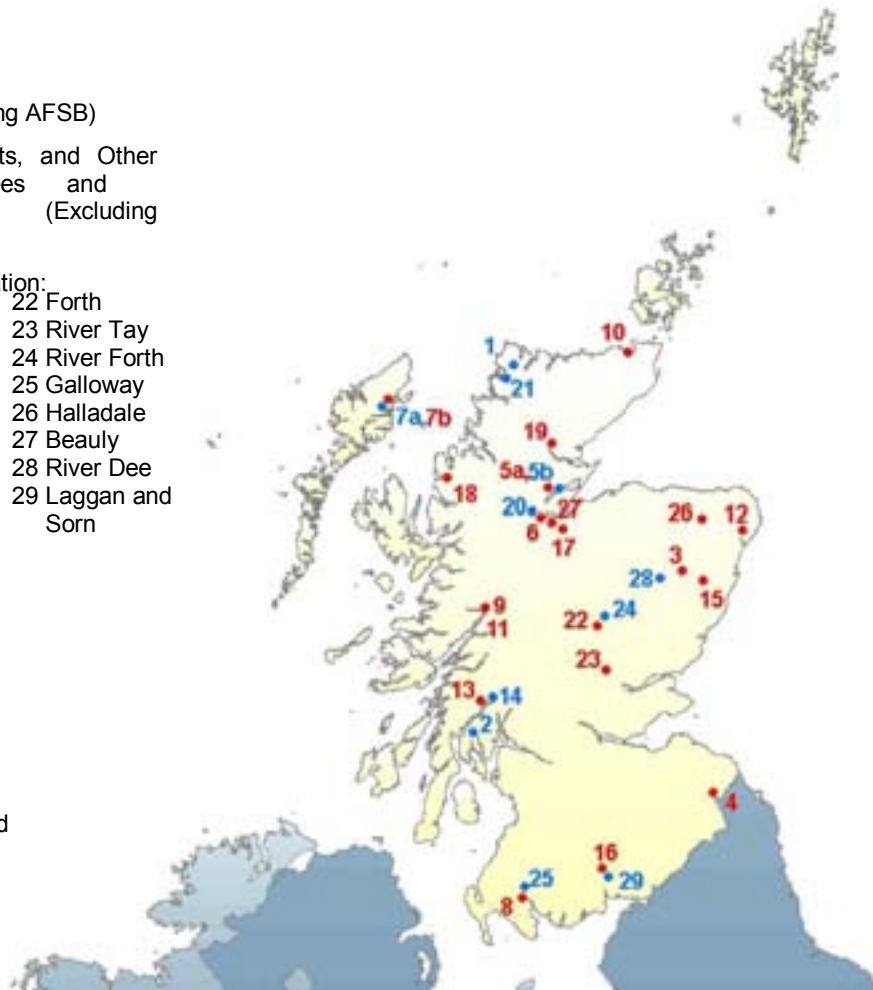 ng AFSB)
ts, and Other
es and
(Excluding
ation:
22 Forth
23 River Tay
24 River Forth
25 Galloway
26 Halladale
27 Beauly
28 River Dee
29 Laggan and
Sorn
d
10
1
21
7a,7b
19
5a,5b
18
20
27
6
17
26
12
3
28
15
9
11
24
22
23
13
14
2
4
16
25
29
8